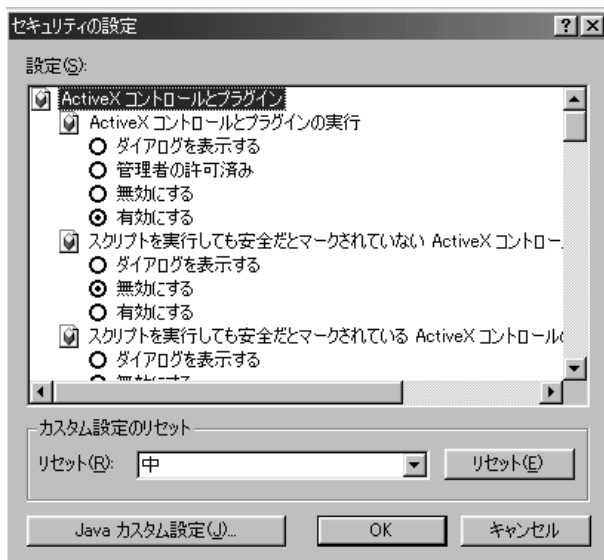 セキュリティの設定
設定(S):
ActiveX コントロールとプラグイン
ActiveX コントロールとプラグインの実行
ダイアログを表示する
管理者の許可済み
無効にする
有効にする
スクリプトを実行しても安全だとマークされていない ActiveX コントロー
ダイアログを表示する
無効にする
有効にする
スクリプトを実行しても安全だとマークされている ActiveX コントロール
ダイアログを表示する
カスタム設定のリセット
リセット(R): 中 リセット(E)
Java カスタム設定(J)... OK キャンセル